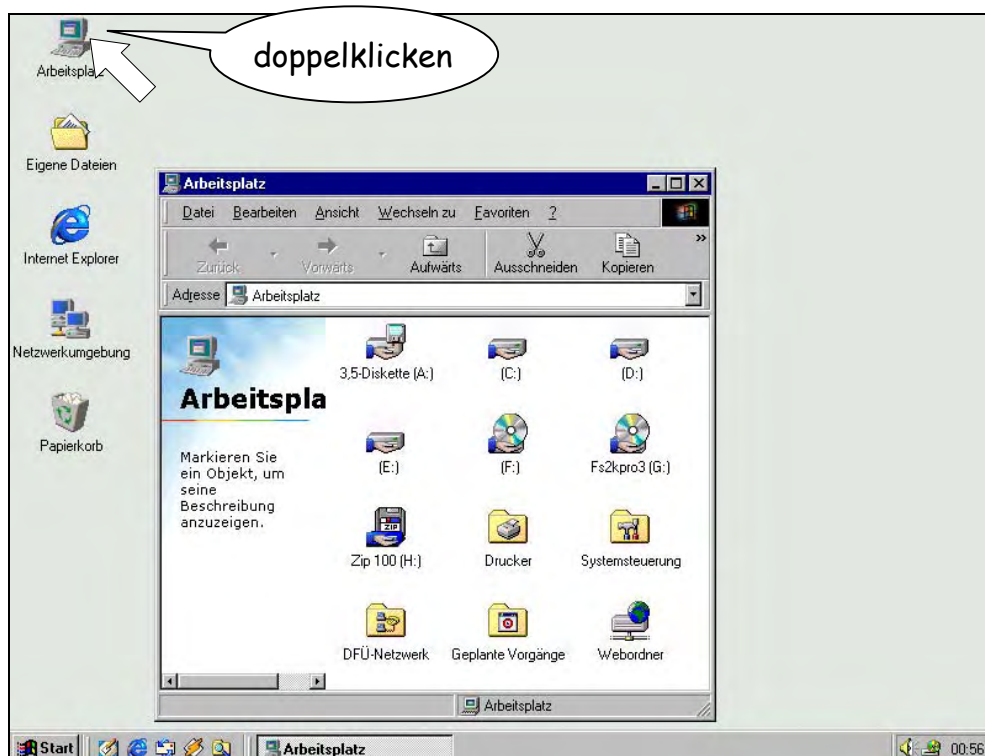 doppelklicken
Arbeitsplatz
Eigene Dateien
Internet Explorer
Netzwerkumgebung
Papierkorb
Arbeitsplatz
Datei Bearbeiten Ansicht Wechseln zu Favoriten ?
Zurück Vorwärts Aufwärts Ausschneiden Kopieren »
Adresse Arbeitsplatz
Arbeitspla
Markieren Sie
ein Objekt, um
seine
Beschreibung
anzuzeigen.
3,5-Diskette (A:) (C:) (D:)
(E:) (F:) Fs2kpro3 (G:)
ZIP
Zip 100 (H:) Drucker Systemsteuerung
DFÜ-Netzwerk Geplante Vorgänge Webordner
Arbeitsplatz
Start Arbeitsplatz 00:56